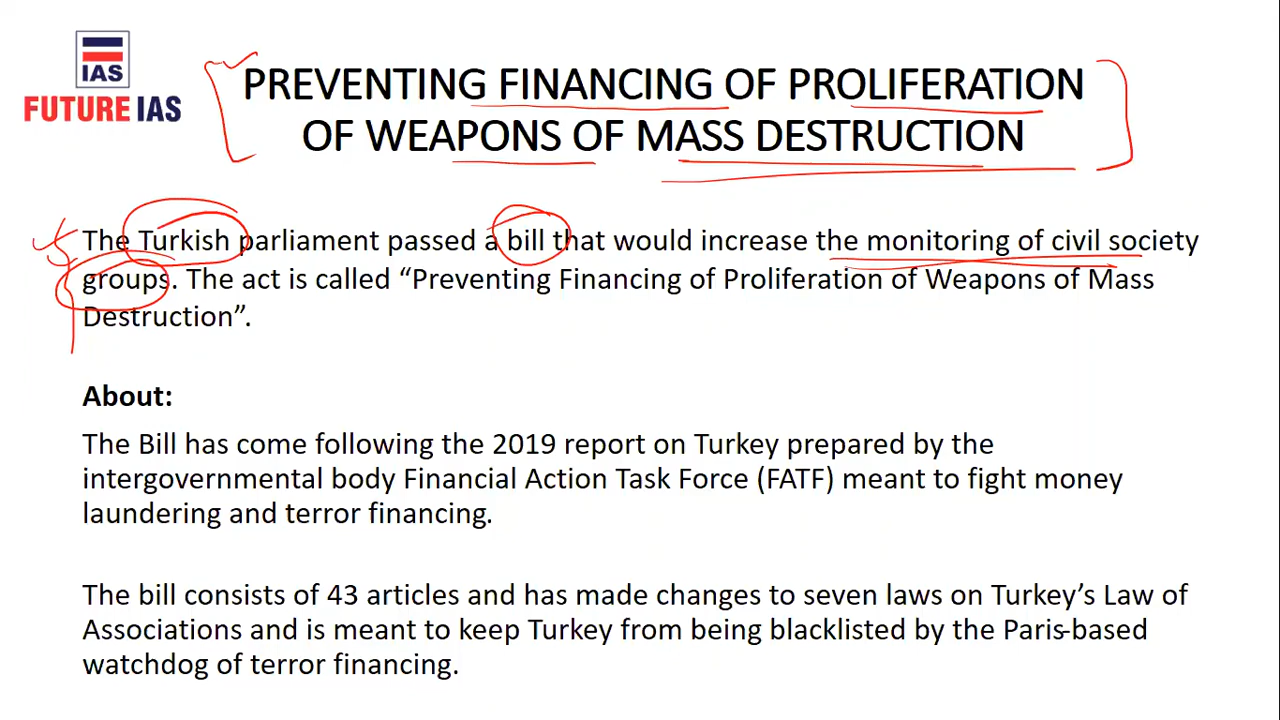 IAS
FUTURE IAS
PREVENTING FINANCING OF PROLIFERATION
OF WEAPONS OF MASS DESTRUCTION
The Turkish parliament passed a bill that would increase the monitoring of civil society
groups. The act is called “Preventing Financing of Proliferation of Weapons of Mass
Destruction”.
About:
The Bill has come following the 2019 report on Turkey prepared by the
intergovernmental body Financial Action Task Force (FATF) meant to fight money
laundering and terror financing.
The bill consists of 43 articles and has made changes to seven laws on Turkey’s Law of
Associations and is meant to keep Turkey from being blacklisted by the Paris-based
watchdog of terror financing.